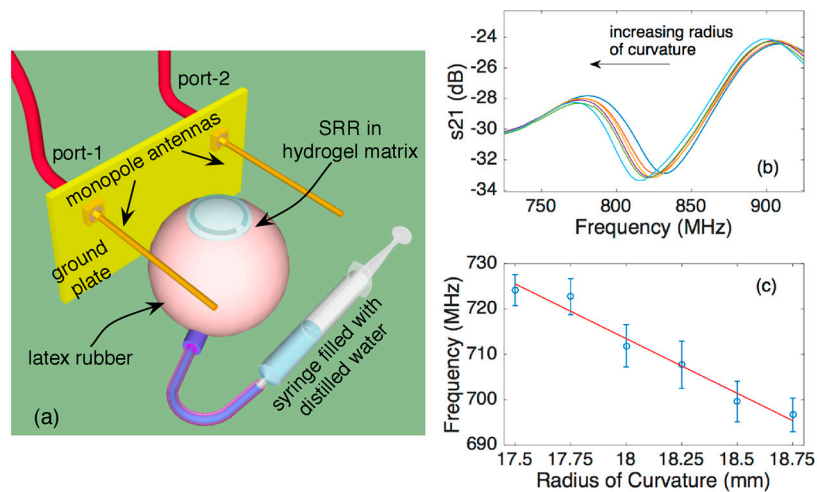 port-2
port-1
monopole antennas
SRR in
hydrogel matrix
ground
plate
latex rubber
syringe filled with
distilled water
(a)
increasing radius
of curvature
s21 (dB)
-24
-26
-28
-30
-32
-34
(b)
750
800
850
900
Frequency (MHz)
Frequency (MHz)
730
720
710
700
690
(c)
17.5
17.75
18
18.25
18.5
18.75
Radius of Curvature (mm)